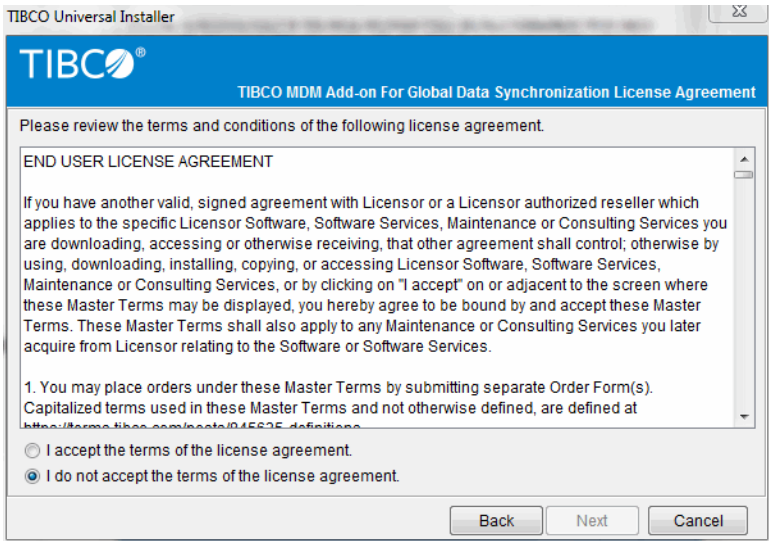 TIBCO Universal Installer
TIBCO®
TIBCO MDM Add-on For Global Data Synchronization License Agreement
Please review the terms and conditions of the following license agreement.
END USER LICENSE AGREEMENT
If you have another valid, signed agreement with Licensor or a Licensor authorized reseller which
applies to the specific Licensor Software, Software Services, Maintenance or Consulting Services you
are downloading, accessing or otherwise receiving, that other agreement shall control; otherwise by
using, downloading, installing, copying, or accessing Licensor Software, Software Services,
Maintenance or Consulting Services, or by clicking on "I accept" on or adjacent to the screen where
these Master Terms may be displayed, you hereby agree to be bound by and accept these Master
Terms. These Master Terms shall also apply to any Maintenance or Consulting Services you later
acquire from Licensor relating to the Software or Software Services.
1. You may place orders under these Master Terms by submitting separate Order Form(s).
Capitalized terms used in these Master Terms and not otherwise defined, are defined at
I accept the terms of the license agreement.
I do not accept the terms of the license agreement.
Back
Next
Cancel